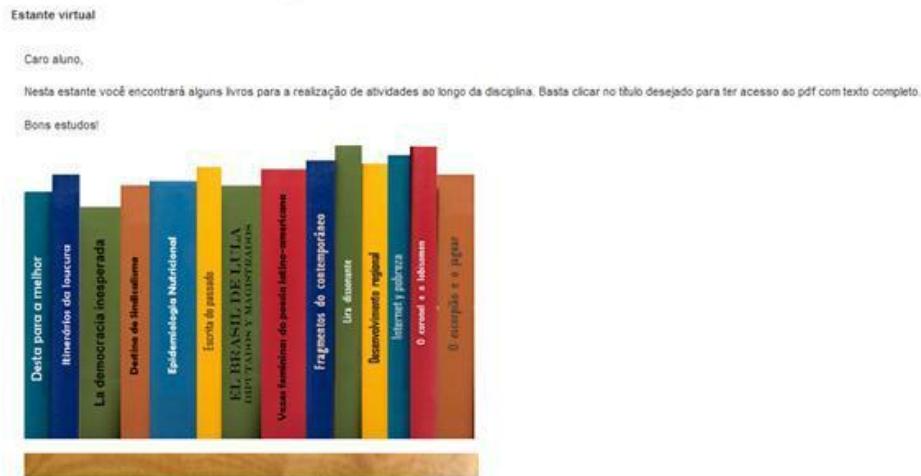 Estante virtual
Caro aluno,
Nesta estante você encontrará alguns livros para a realização de atividades ao longo da disciplina. Basta clicar no título desejado para ter acesso ao pdf com texto completo.
Bons estudos!
Desta para a melhor
Itinerários da loucura
La democracia inesperada
Destino do Sindicalismo
Epidemiologia Nutricional
Escrita do passado
EL BRASIL DE LULA
DIPUTADOS Y MAGISTRADOS
Vozes femininas da poesia latino-americana
Fragmentos do contemporâneo
Lira dissonante
Desenvolvimento regional
Internet y pobreza
O coronel e o lobisomem
O escorpião e o jaguar